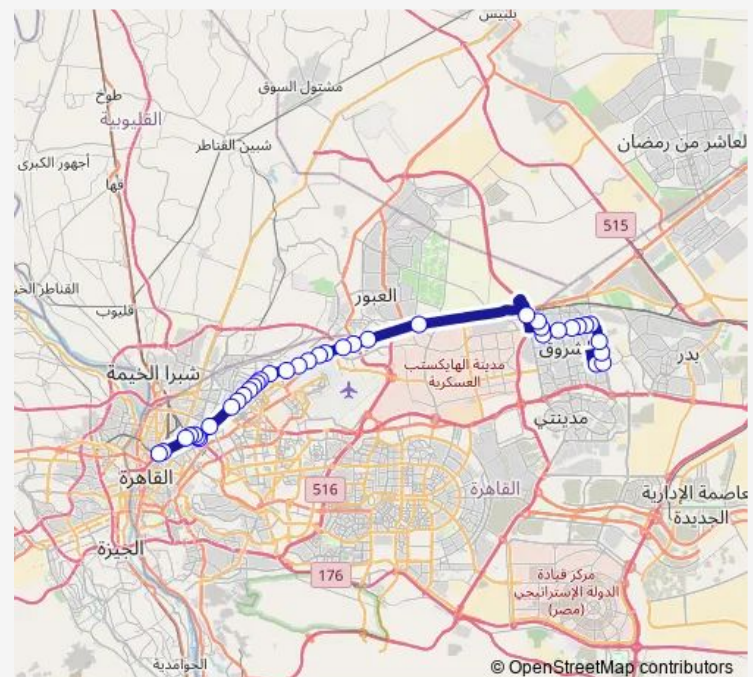 بلبيس
مشتول السوق
طوخ
القليوبية
شبين القناطر
لعاشر من رمضان
أجهور الكبرى
قها
515
القناطر الخي
العبور
قليوب
شروق
بدر
شبرا الخيمة
مدينة الهايكستب
العسكرية
مدينتي
القاهرة
516
القاهرة
عاصمة الإدارية
الجديدة
الجيزة
176
مركز قيادة
الدولة الإستراتيجي
(مصر)
الحوامدية
© OpenStreetMap contributors